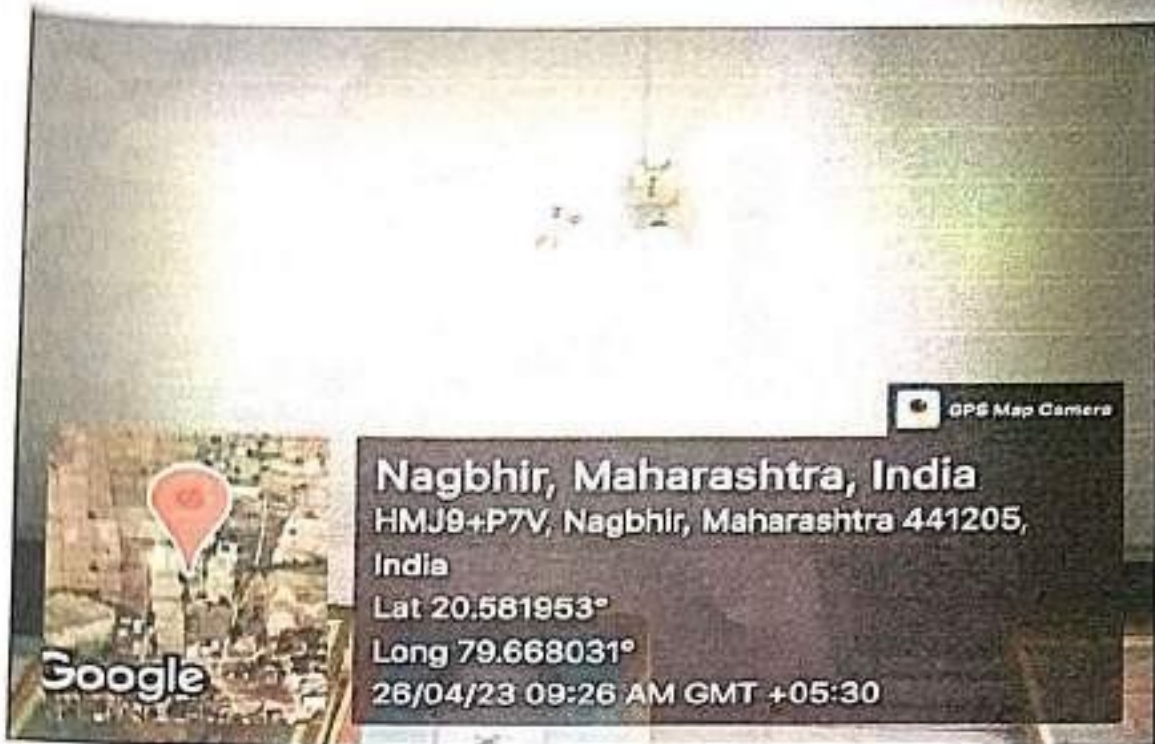 GPS Map Camera
Nagbhir, Maharashtra, India
HMJ9+P7V, Nagbhir, Maharashtra 441205,
India
Lat 20.581953°
Long 79.668031°
26/04/23 09:26 AM GMT +05:30
Google